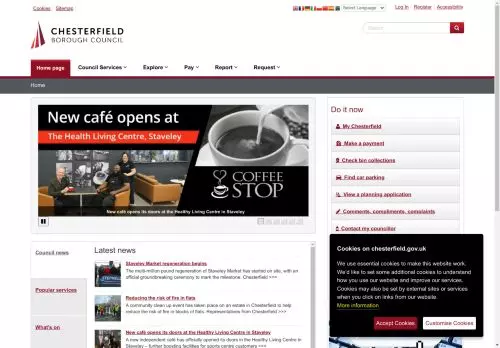 Cookies Sitemap
Select Language
Log In Register Accessibility
CHESTERFIELD
BOROUGH COUNCIL
Search
Home page Council Services Explore Pay Report Request
Home
New café opens at
The Health Living Centre, Staveley
COFFEE
STOP
New café opens its doors at the Healthy Living Centre in Staveley
Do it now
My Chesterfield
Make a payment
Check bin collections
Find car parking
View a planning application
Comments, compliments, complaints
Contact my councillor
Council news
Popular services
What's on
Latest news
Staveley Market regeneration begins
The multi-million pound regeneration of Staveley Market has started on site, with an
official groundbreaking ceremony to mark the milestone. Chesterfield >>>
Reducing the risk of fire in flats
A community clean up event has taken place on an estate in Chesterfield to help
reduce the risk of fire in blocks of flats. Representatives from Chesterfield >>>
New café opens its doors at the Healthy Living Centre in Staveley
A new independent café has officially opened its doors in the Healthy Living Centre in
Staveley – further boosting facilities for sports centre customers >>>
Cookies on chesterfield.gov.uk
We use essential cookies to make this website work.
We'd like to set some additional cookies to understand
how you use our website and improve our services.
Cookies may also be set by external sites or services
when you click on links from our website.
More information
Accept Cookies Customise Cookies